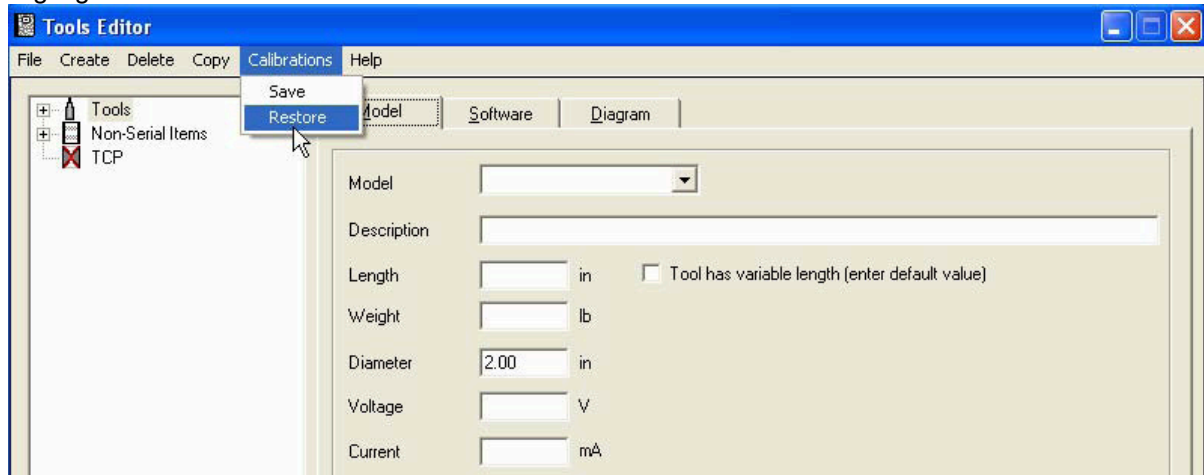 Tools Editor
File Create Delete Copy Calibrations Help
Save
Restore
Tools
Non-Serial Items
TCP
Model Software Diagram
Model
Description
Length in Tool has variable length (enter default value)
Weight lb
Diameter 2.00 in
Voltage V
Current mA